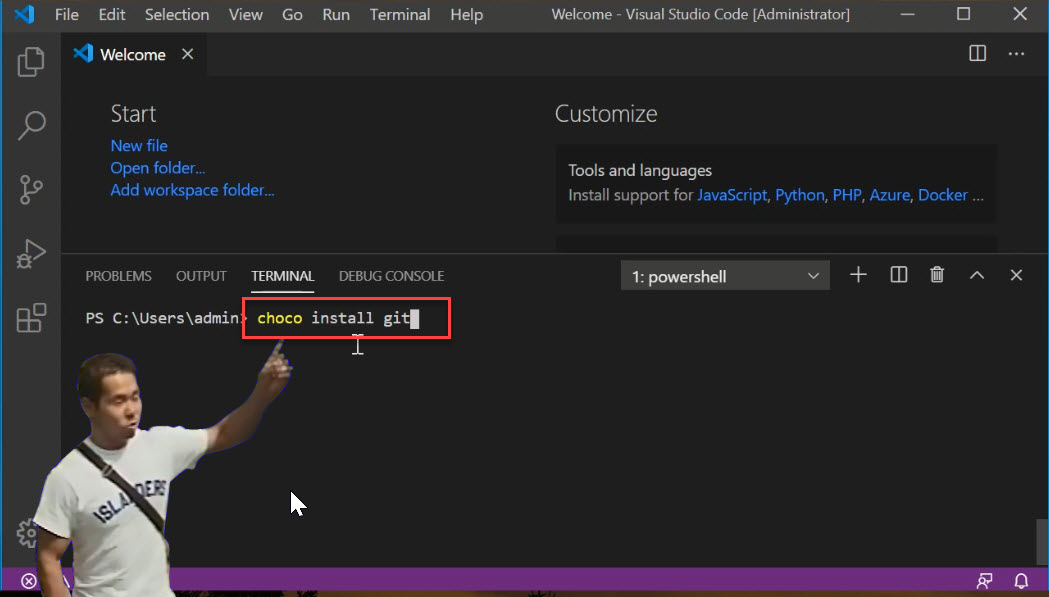 File Edit Selection View Go Run Terminal Help Welcome - Visual Studio Code [Administrator]
Welcome
Start
New file
Open folder...
Add workspace folder...
Customize
Tools and languages
Install support for JavaScript, Python, PHP, Azure, Docker ...
PROBLEMS OUTPUT TERMINAL DEBUG CONSOLE 1: powershell
PS C:\Users\admin> choco install git
ISLANDERS